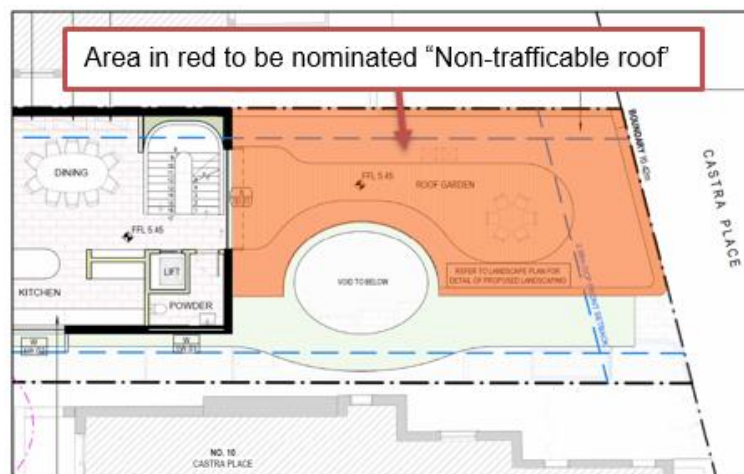 Area in red to be nominated “Non-trafficable roof’
DINING
FFL 5.45
FFL 5.45
ROOF GARDEN
BOUNDARY 10.42m
CASTRA PLACE
LIFT
KITCHEN
POWDER
VOID TO BELOW
REFER TO LANDSCAPE PLAN FOR
DETAIL OF PROPOSED LANDSCAPING
W
W
NO. 10
CASTRA PLACE